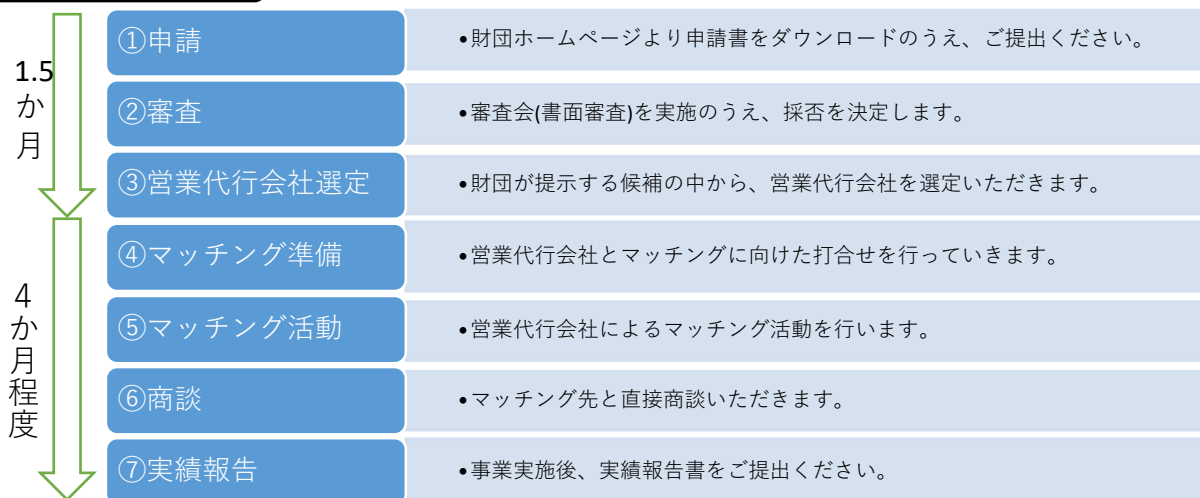 1.5か月
①申請
•財団ホームページより申請書をダウンロードのうえ、ご提出ください。
②審査
•審査会(書面審査)を実施のうえ、採否を決定します。
③営業代行会社選定
•財団が提示する候補の中から、営業代行会社を選定いただきます。
4か月程度
④マッチング準備
•営業代行会社とマッチングに向けた打合せを行っていきます。
⑤マッチング活動
•営業代行会社によるマッチング活動を行います。
⑥商談
•マッチング先と直接商談いただきます。
⑦実績報告
•事業実施後、実績報告書をご提出ください。